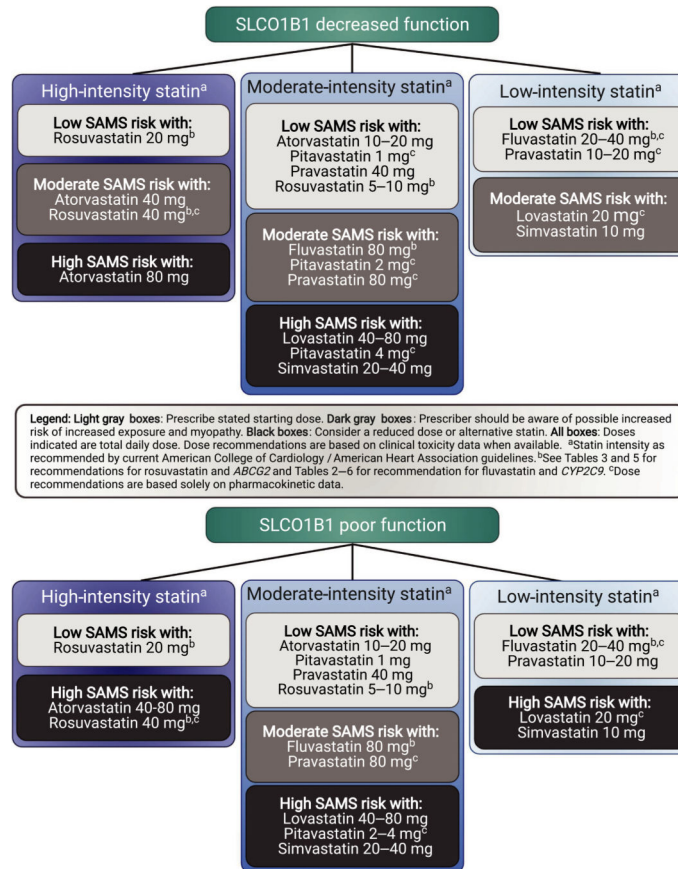 SLCO1B1 decreased function
High-intensity statinᵃ
Low SAMS risk with:
Rosuvastatin 20 mgᵇ
Moderate SAMS risk with:
Atorvastatin 40 mg
Rosuvastatin 40 mgᵇ,ᶜ
High SAMS risk with:
Atorvastatin 80 mg
Moderate-intensity statinᵃ
Low SAMS risk with:
Atorvastatin 10–20 mg
Pitavastatin 1 mgᶜ
Pravastatin 40 mg
Rosuvastatin 5–10 mgᵇ
Moderate SAMS risk with:
Fluvastatin 80 mgᵇ
Pitavastatin 2 mgᶜ
Pravastatin 80 mgᶜ
High SAMS risk with:
Lovastatin 40–80 mg
Pitavastatin 4 mgᶜ
Simvastatin 20–40 mg
Low-intensity statinᵃ
Low SAMS risk with:
Fluvastatin 20–40 mgᵇ,ᶜ
Pravastatin 10–20 mgᶜ
Moderate SAMS risk with:
Lovastatin 20 mgᶜ
Simvastatin 10 mg
Legend: Light gray boxes: Prescribe stated starting dose. Dark gray boxes: Prescriber should be aware of possible increased
risk of increased exposure and myopathy. Black boxes: Consider a reduced dose or alternative statin. All boxes: Doses
indicated are total daily dose. Dose recommendations are based on clinical toxicity data when available. ᵃStatin intensity as
recommended by current American College of Cardiology / American Heart Association guidelines.ᵇSee Tables 3 and 5 for
recommendations for rosuvastatin and ABCG2 and Tables 2–6 for recommendation for fluvastatin and CYP2C9. ᶜDose
recommendations are based solely on pharmacokinetic data.
SLCO1B1 poor function
High-intensity statinᵃ
Low SAMS risk with:
Rosuvastatin 20 mgᵇ
High SAMS risk with:
Atorvastatin 40-80 mg
Rosuvastatin 40 mgᵇ,ᶜ
Moderate-intensity statinᵃ
Low SAMS risk with:
Atorvastatin 10–20 mg
Pitavastatin 1 mg
Pravastatin 40 mg
Rosuvastatin 5–10 mgᵇ
Moderate SAMS risk with:
Fluvastatin 80 mgᵇ
Pravastatin 80 mgᶜ
High SAMS risk with:
Lovastatin 40–80 mg
Pitavastatin 2–4 mgᶜ
Simvastatin 20–40 mg
Low-intensity statinᵃ
Low SAMS risk with:
Fluvastatin 20–40 mgᵇ,ᶜ
Pravastatin 10–20 mg
High SAMS risk with:
Lovastatin 20 mgᶜ
Simvastatin 10 mg